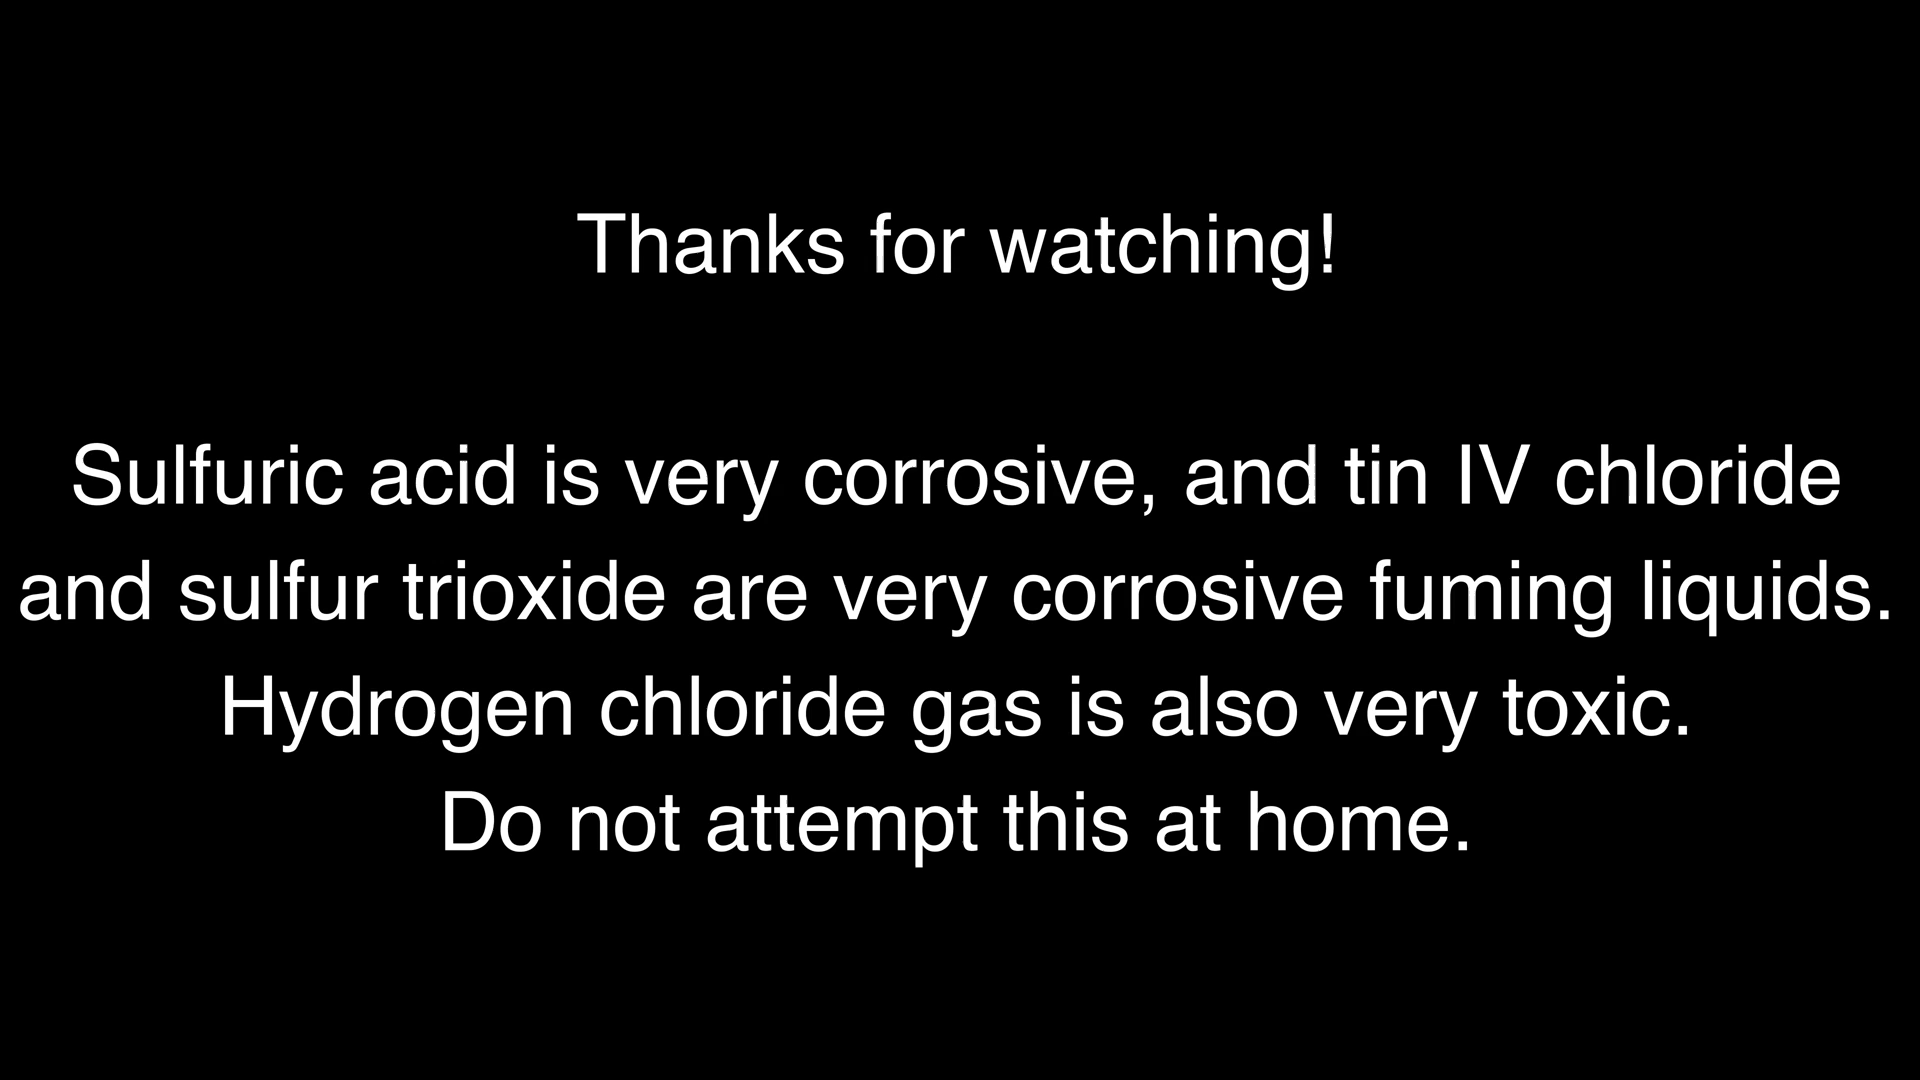 Thanks for watching!
Sulfuric acid is very corrosive, and tin IV chloride
and sulfur trioxide are very corrosive fuming liquids.
Hydrogen chloride gas is also very toxic.
Do not attempt this at home.